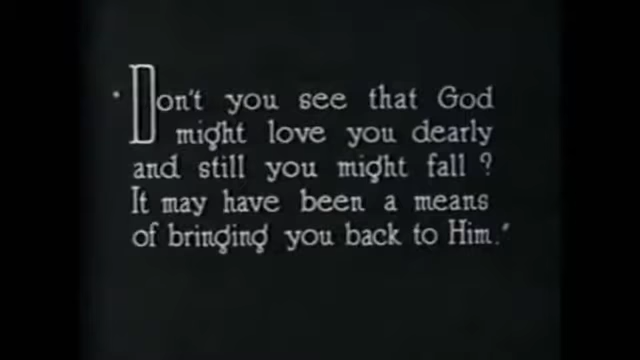 "Don't you see that God
might love you dearly
and still you might fall ?
It may have been a means
of bringing you back to Him."